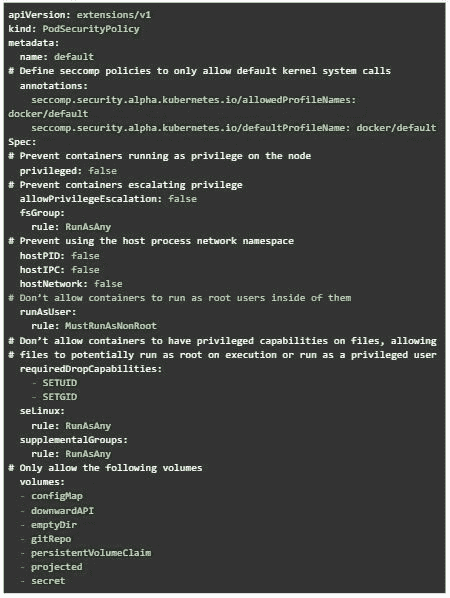 apiVersion: extensions/v1
kind: PodSecurityPolicy
metadata:
  name: default
# Define seccomp policies to only allow default kernel system calls
  annotations:
    seccomp.security.alpha.kubernetes.io/allowedProfileNames:
docker/default
    seccomp.security.alpha.kubernetes.io/defaultProfileName: docker/default
Spec:
# Prevent containers running as privilege on the node
  privileged: false
# Prevent containers escalating privilege
  allowPrivilegeEscalation: false
  fsGroup:
    rule: RunAsAny
# Prevent using the host process network namespace
  hostPID: false
  hostIPC: false
  hostNetwork: false
# Don’t allow containers to run as root users inside of them
  runAsUser:
    rule: MustRunAsNonRoot
# Don’t allow containers to have privileged capabilities on files, allowing
# files to potentially run as root on execution or run as a privileged user
  requiredDropCapabilities:
    - SETUID
    - SETGID
  seLinux:
    rule: RunAsAny
  supplementalGroups:
    rule: RunAsAny
# Only allow the following volumes
  volumes:
  - configMap
  - downwardAPI
  - emptyDir
  - gitRepo
  - persistentVolumeClaim
  - projected
  - secret